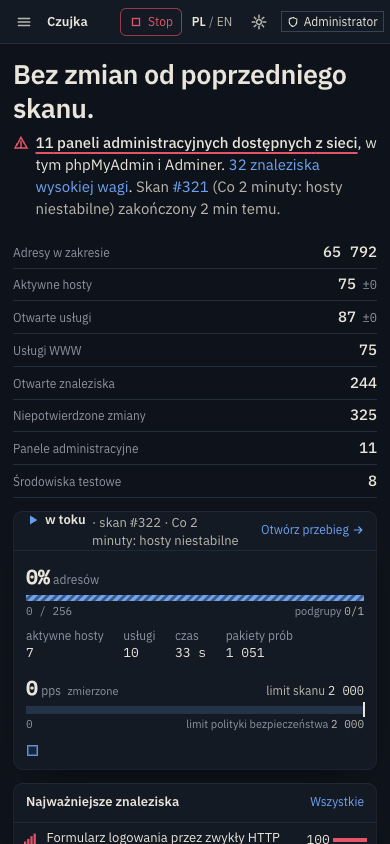 Czujka
Stop
PL / EN
Administrator
Bez zmian od poprzedniego
skanu.
11 paneli administracyjnych dostępnych z sieci, w
tym phpMyAdmin i Adminer. 32 znaleziska
wysokiej wagi. Skan #321 (Co 2 minuty: hosty
niestabilne) zakończony 2 min temu.
Adresy w zakresie 65 792
Aktywne hosty 75 ±0
Otwarte usługi 87 ±0
Usługi WWW 75
Otwarte znaleziska 244
Niepotwierdzone zmiany 325
Panele administracyjne 11
Środowiska testowe 8
w toku · skan #322 · Co 2
minuty: hosty niestabilne
Otwórz przebieg →
0% adresów
0 / 256 podgrupy 0/1
aktywne hosty usługi czas pakiety prób
7 10 33 s 1 051
0 pps zmierzone limit skanu 2 000
0 limit polityki bezpieczeństwa 2 000
Najważniejsze znaleziska Wszystkie
Formularz logowania przez zwykły HTTP 100